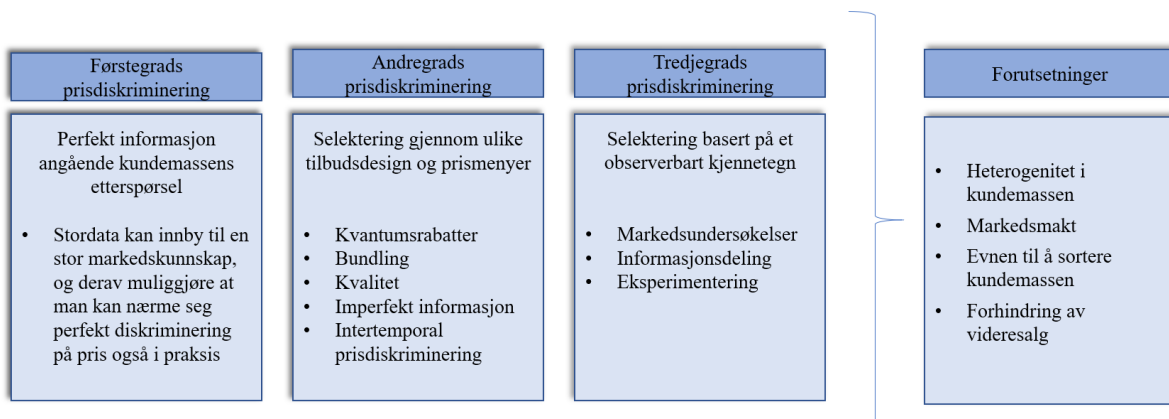 Førstegrads
prisdiskriminering
Perfekt informasjon
angående kundemassens
etterspørsel
• Stordata kan innby til en
stor markedskunnskap,
og derav muliggjøre at
man kan nærme seg
perfekt diskriminering
på pris også i praksis
Andregrads
prisdiskriminering
Selektering gjennom ulike
tilbudsdesign og prismenyer
• Kvantumsrabatter
• Bundling
• Kvalitet
• Imperfekt informasjon
• Intertemporal
prisdiskriminering
Tredjegrads
prisdiskriminering
Selektering basert på et
observerbart kjennetegn
• Markedsundersøkelser
• Informasjonsdeling
• Eksperimentering
Forutsetninger
• Heterogenitet i
kundemassen
• Markedsmakt
• Evnen til å sortere
kundemassen
• Forhindring av
videresalg